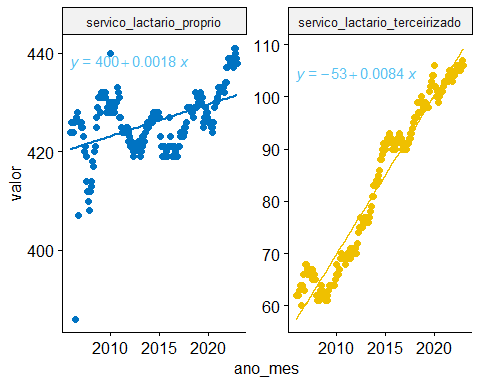 servico_lactario_proprio
servico_lactario_terceirizado
y = 400 + 0.0018 x
y = −53 + 0.0084 x
440
420
400
110
100
90
80
70
60
valor
2010 2015 2020
2010 2015 2020
ano_mes